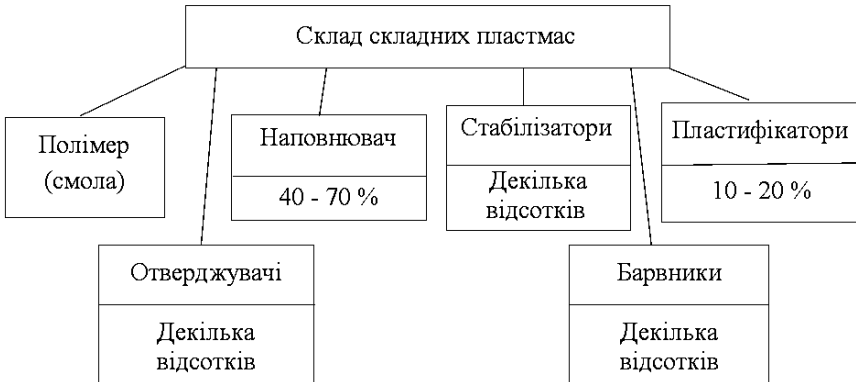 Склад складних пластмас
Полімер
(смола)
Наповнювач
40 - 70 %
Стабілізатори
Декілька
відсотків
Пластифікатори
10 - 20 %
Отверджувачі
Декілька
відсотків
Барвники
Декілька
відсотків